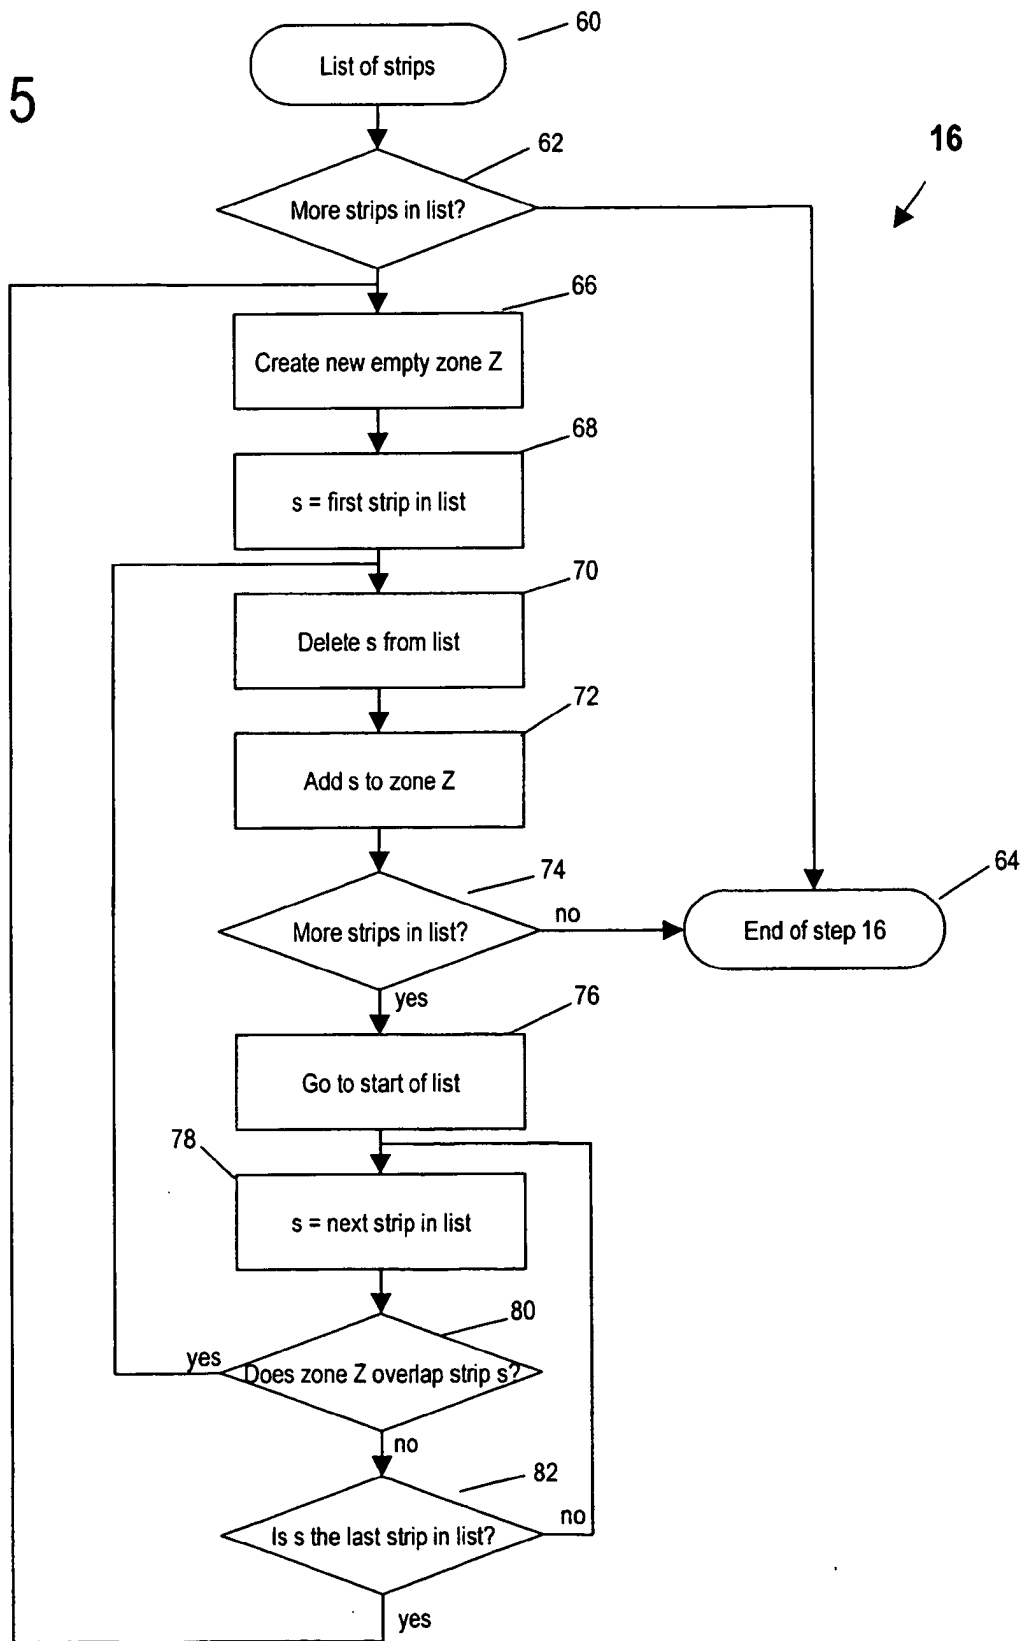 60
List of strips
5
62
16
More strips in list?
66
Create new empty zone Z
68
s = first strip in list
70
Delete s from list
72
Add s to zone Z
74
64
More strips in list?
no
End of step 16
yes
76
Go to start of list
78
s = next strip in list
80
yes
Does zone Z overlap strip s?
no
82
no
Is s the last strip in list?
yes